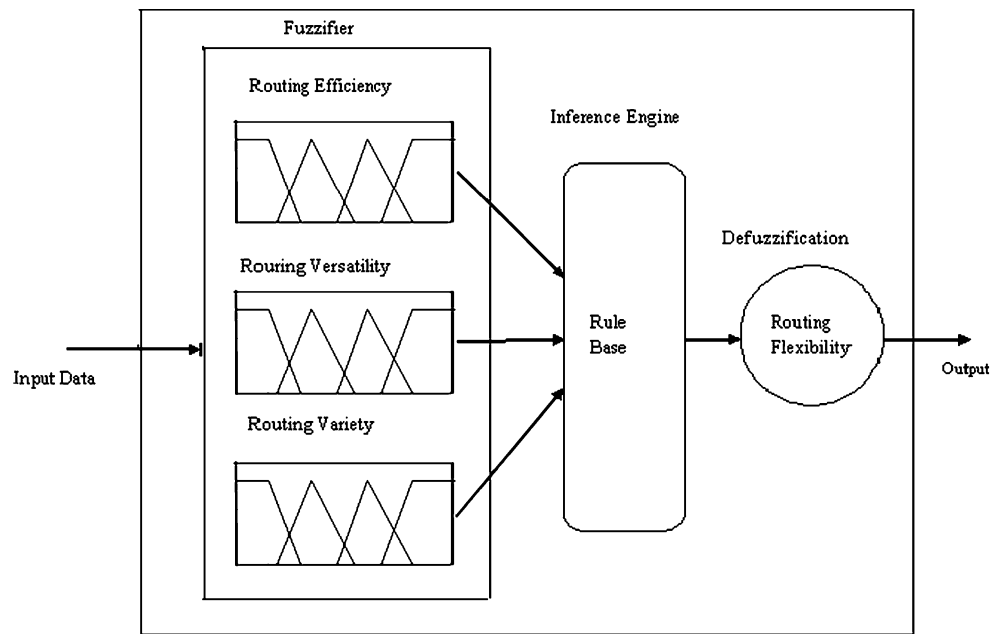 Fuzzifier
Routing Efficiency
Inference Engine
Defuzzification
Rouring Versatility
Rule
Base
Routing
Flexibility
Input Data
Output
Routing Variety